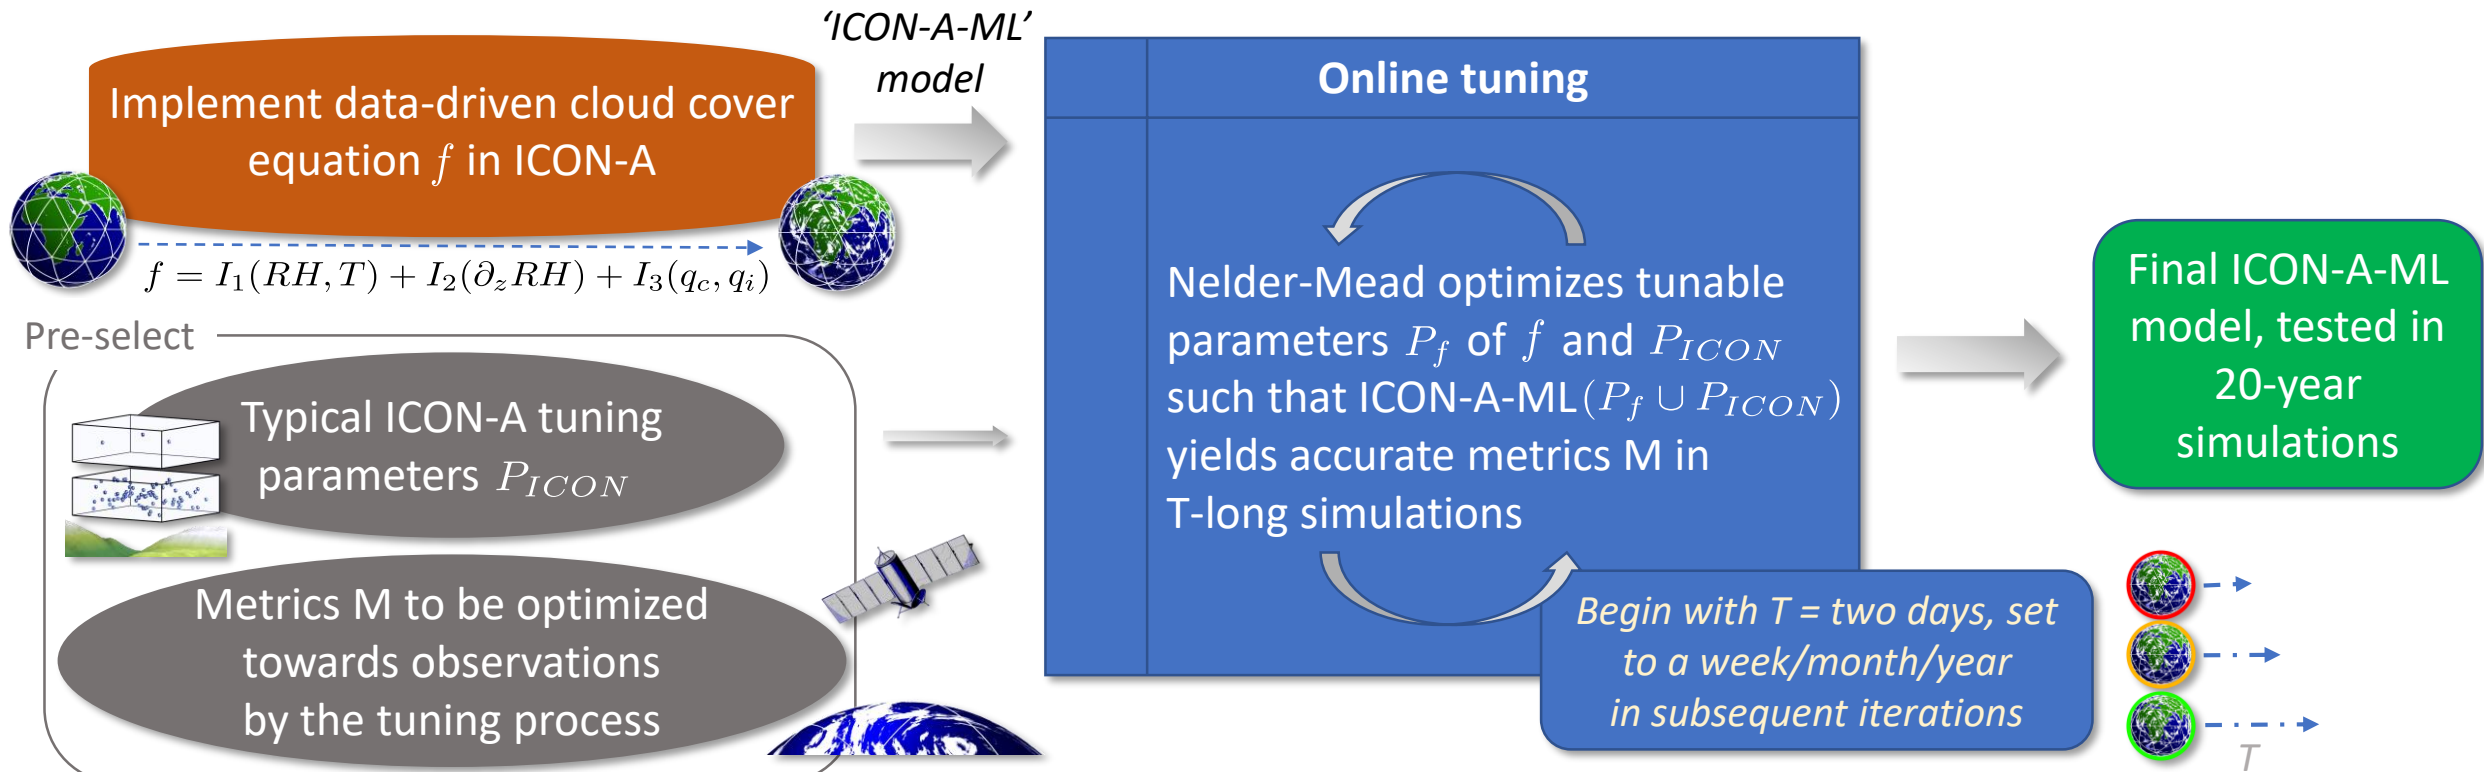 Implement data-driven cloud cover
equation f in ICON-A
f = I₁(RH, T) + I₂(∂_z RH) + I₃(q_c, q_i)
'ICON-A-ML'
model
Pre-select
Typical ICON-A tuning
parameters P_ICON
Metrics M to be optimized
towards observations
by the tuning process
Online tuning
Nelder-Mead optimizes tunable
parameters P_f of f and P_ICON
such that ICON-A-ML(P_f ∪ P_ICON)
yields accurate metrics M in
T-long simulations
Begin with T = two days, set
to a week/month/year
in subsequent iterations
Final ICON-A-ML
model, tested in
20-year
simulations
T